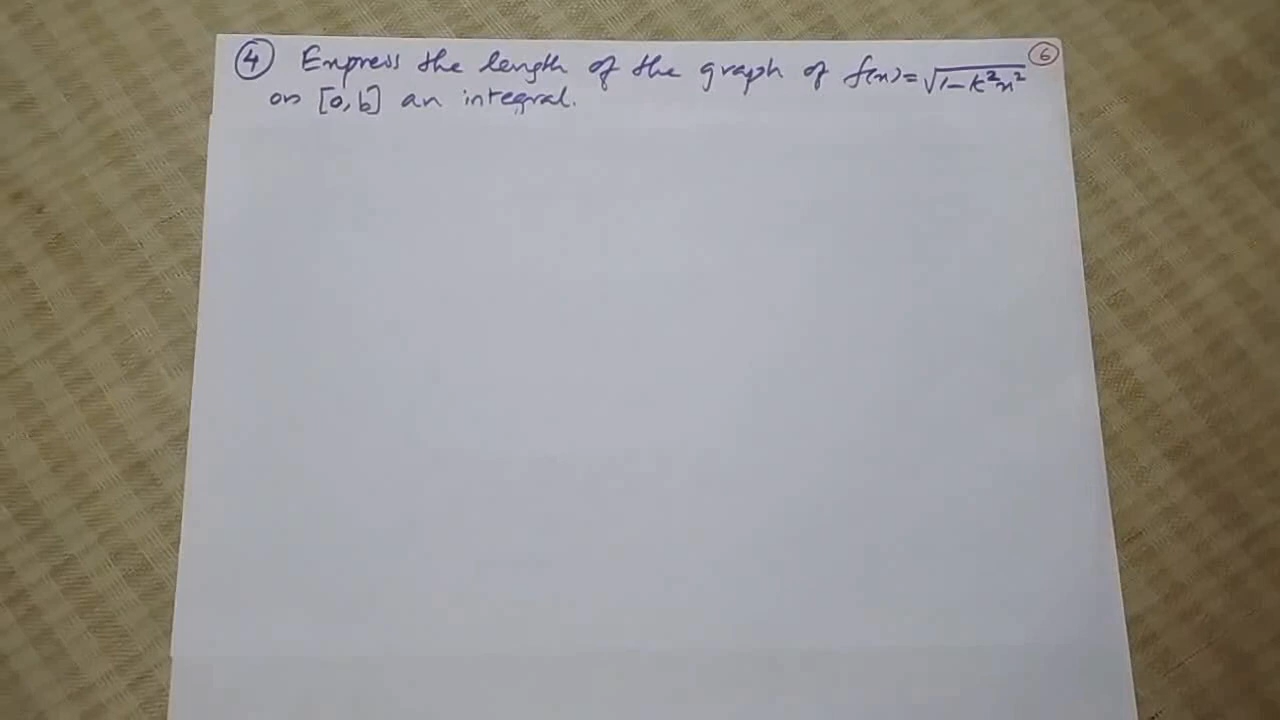 ④ Express the length of the graph of f(x)=√1-k²x² ⑥
on [0,b] an integral.